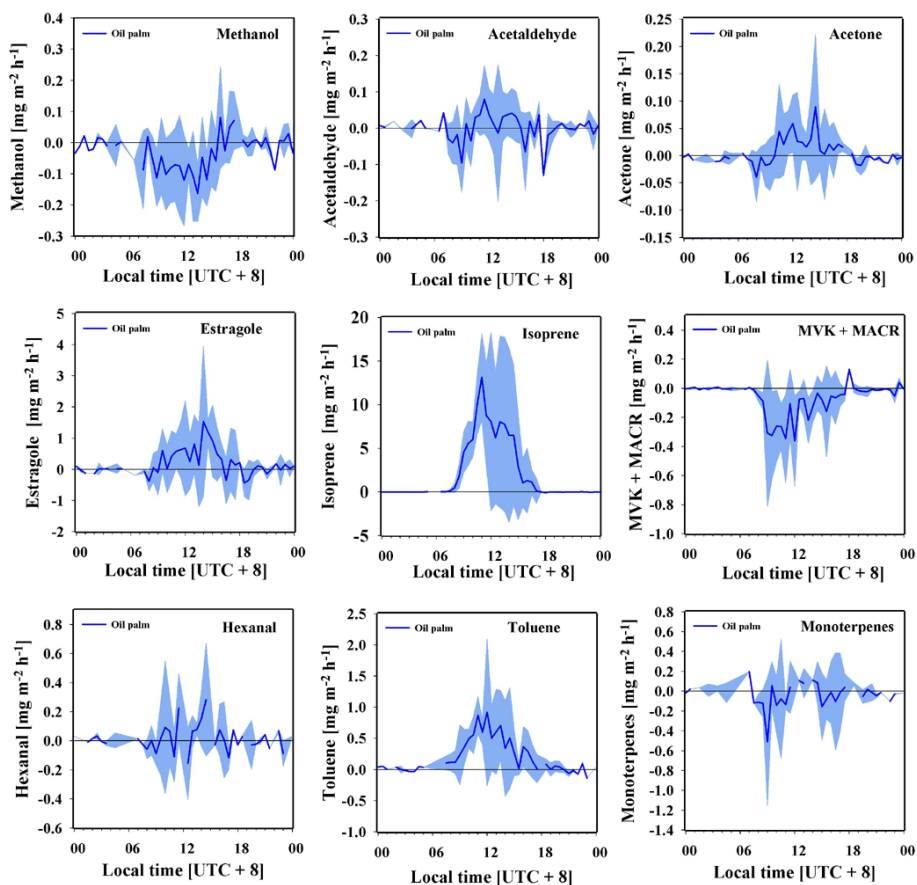 Methanol [mg m⁻² h⁻¹]
0.4
0.3
0.2
0.1
0.0
-0.1
-0.2
-0.3
Oil palm
Methanol
00 06 12 18 00
Local time [UTC + 8]
Acetaldehyde [mg m⁻² h⁻¹]
0.3
0.2
0.1
0.0
-0.1
-0.2
-0.3
Oil palm
Acetaldehyde
00 06 12 18 00
Local time [UTC + 8]
Acetone [mg m⁻² h⁻¹]
0.25
0.20
0.15
0.10
0.05
0.00
-0.05
-0.10
-0.15
Oil palm
Acetone
00 06 12 18 00
Local time [UTC + 8]
Estragole [mg m⁻² h⁻¹]
5
4
3
2
1
0
-1
-2
Oil palm
Estragole
00 06 12 18 00
Local time [UTC + 8]
Isoprene [mg m⁻² h⁻¹]
20
15
10
5
0
-5
Oil palm
Isoprene
00 06 12 18 00
Local time [UTC + 8]
MVK + MACR [mg m⁻² h⁻¹]
0.4
0.2
0.0
-0.2
-0.4
-0.6
-0.8
-1.0
Oil palm
MVK + MACR
00 06 12 18 00
Local time [UTC + 8]
Hexanal [mg m⁻² h⁻¹]
0.8
0.6
0.4
0.2
0.0
-0.2
-0.4
-0.6
Oil palm
Hexanal
00 06 12 18 00
Local time [UTC + 8]
Toluene [mg m⁻² h⁻¹]
2.5
2.0
1.5
1.0
0.5
0.0
-0.5
-1.0
Oil palm
Toluene
00 06 12 18 00
Local time [UTC + 8]
Monoterpenes [mg m⁻² h⁻¹]
0.8
0.6
0.4
0.2
0.0
-0.2
-0.4
-0.6
-0.8
-1.0
-1.2
-1.4
Oil palm
Monoterpenes
00 06 12 18 00
Local time [UTC + 8]